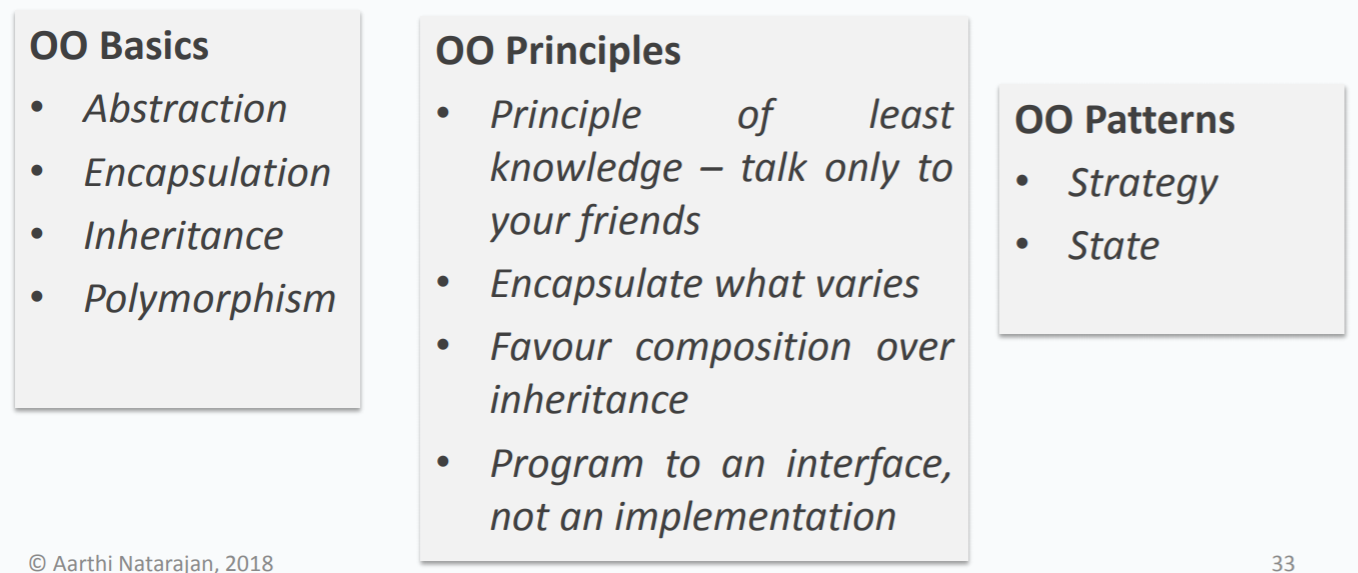 OO Basics
• Abstraction
• Encapsulation
• Inheritance
• Polymorphism
OO Principles
• Principle of least
knowledge – talk only to
your friends
• Encapsulate what varies
• Favour composition over
inheritance
• Program to an interface,
not an implementation
OO Patterns
• Strategy
• State
© Aarthi Natarajan, 2018
33